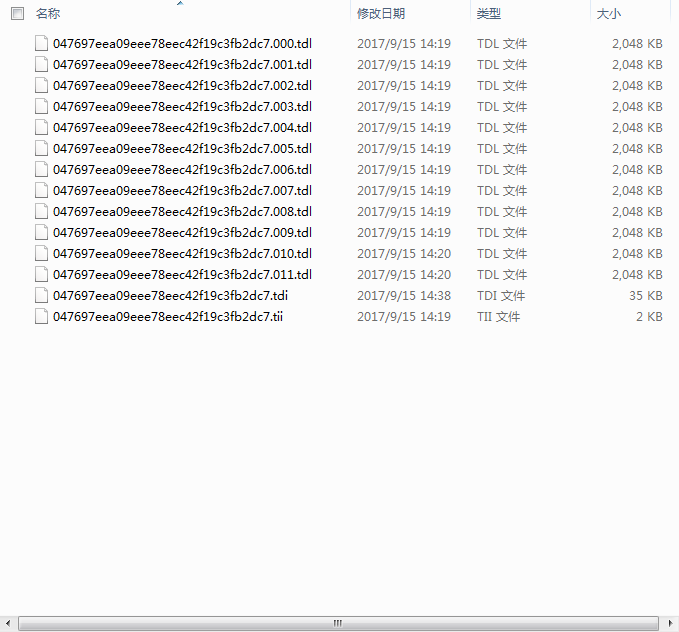 名称 修改日期 类型 大小
047697eea09eee78eec42f19c3fb2dc7.000.tdl 2017/9/15 14:19 TDL 文件 2,048 KB
047697eea09eee78eec42f19c3fb2dc7.001.tdl 2017/9/15 14:19 TDL 文件 2,048 KB
047697eea09eee78eec42f19c3fb2dc7.002.tdl 2017/9/15 14:19 TDL 文件 2,048 KB
047697eea09eee78eec42f19c3fb2dc7.003.tdl 2017/9/15 14:19 TDL 文件 2,048 KB
047697eea09eee78eec42f19c3fb2dc7.004.tdl 2017/9/15 14:19 TDL 文件 2,048 KB
047697eea09eee78eec42f19c3fb2dc7.005.tdl 2017/9/15 14:19 TDL 文件 2,048 KB
047697eea09eee78eec42f19c3fb2dc7.006.tdl 2017/9/15 14:19 TDL 文件 2,048 KB
047697eea09eee78eec42f19c3fb2dc7.007.tdl 2017/9/15 14:19 TDL 文件 2,048 KB
047697eea09eee78eec42f19c3fb2dc7.008.tdl 2017/9/15 14:19 TDL 文件 2,048 KB
047697eea09eee78eec42f19c3fb2dc7.009.tdl 2017/9/15 14:19 TDL 文件 2,048 KB
047697eea09eee78eec42f19c3fb2dc7.010.tdl 2017/9/15 14:20 TDL 文件 2,048 KB
047697eea09eee78eec42f19c3fb2dc7.011.tdl 2017/9/15 14:20 TDL 文件 2,048 KB
047697eea09eee78eec42f19c3fb2dc7.tdi 2017/9/15 14:38 TDI 文件 35 KB
047697eea09eee78eec42f19c3fb2dc7.tii 2017/9/15 14:19 TII 文件 2 KB